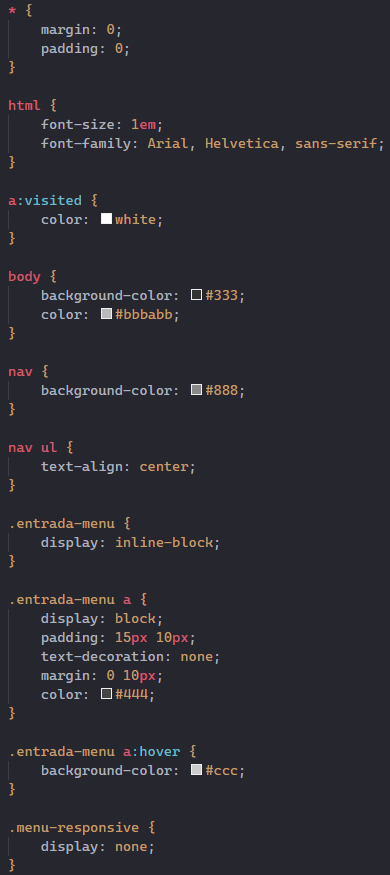 * {
    margin: 0;
    padding: 0;
}

html {
    font-size: 1em;
    font-family: Arial, Helvetica, sans-serif;
}

a:visited {
    color: white;
}

body {
    background-color: #333;
    color: #bbbabb;
}

nav {
    background-color: #888;
}

nav ul {
    text-align: center;
}

.entrada-menu {
    display: inline-block;
}

.entrada-menu a {
    display: block;
    padding: 15px 10px;
    text-decoration: none;
    margin: 0 10px;
    color: #444;
}

.entrada-menu a:hover {
    background-color: #ccc;
}

.menu-responsive {
    display: none;
}